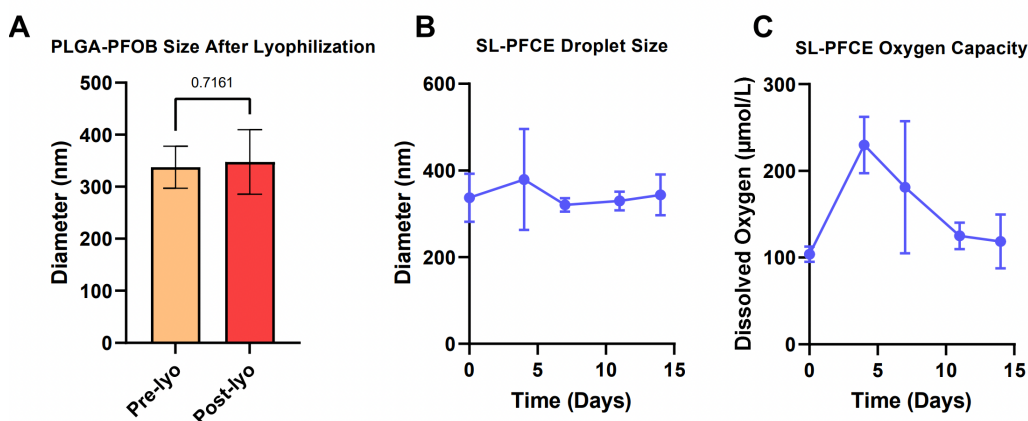 A
PLGA-PFOB Size After Lyophilization
0.7161
500
400
300
200
100
0
Diameter (nm)
Pre-lyo
Post-lyo
B
SL-PFCE Droplet Size
600
400
200
0
Diameter (nm)
0 5 10 15
Time (Days)
C
SL-PFCE Oxygen Capacity
300
200
100
0
Dissolved Oxygen (μmol/L)
0 5 10 15
Time (Days)